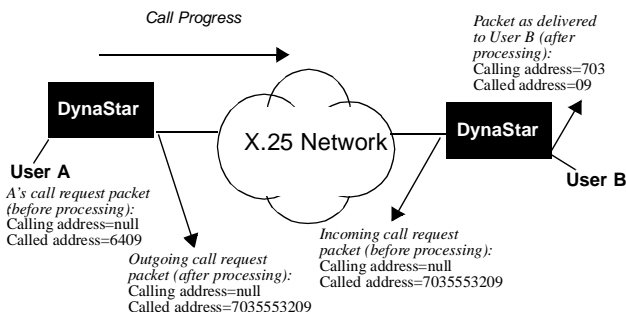 Call Progress
Packet as delivered
to User B (after
processing):
Calling address=703
Called address=09
DynaStar
X.25 Network
DynaStar
User A
User B
A's call request packet
(before processing):
Calling address=null
Called address=6409
Outgoing call request
packet (after processing):
Calling address=null
Called address=7035553209
Incoming call request
packet (before processing):
Calling address=null
Called address=7035553209